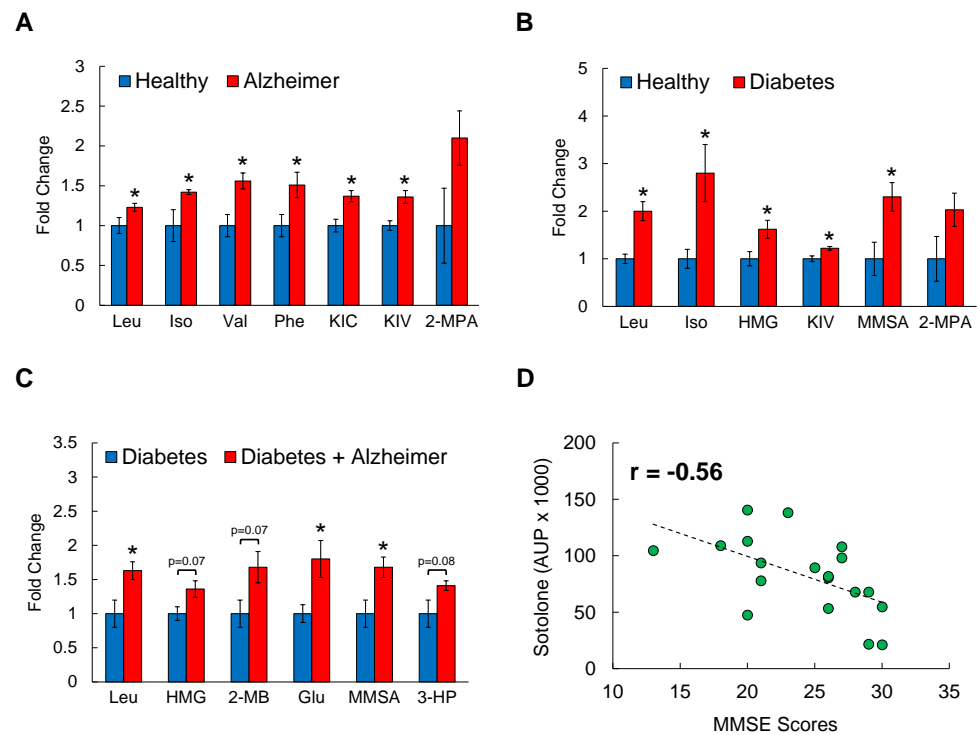 A
Healthy Alzheimer
Fold Change
3
2.5
2
1.5
1
0.5
0
* * * * * *
Leu Iso Val Phe KIC KIV 2-MPA
B
Healthy Diabetes
Fold Change
5
4
3
2
1
0
* * * * *
Leu Iso HMG KIV MMSA 2-MPA
C
Diabetes Diabetes + Alzheimer
Fold Change
3.5
3
2.5
2
1.5
1
0.5
0
* p=0.07 p=0.07 * * p=0.08
Leu HMG 2-MB Glu MMSA 3-HP
D
r = -0.56
Sotolone (AUP x 1000)
200
150
100
50
0
10 15 20 25 30 35
MMSE Scores